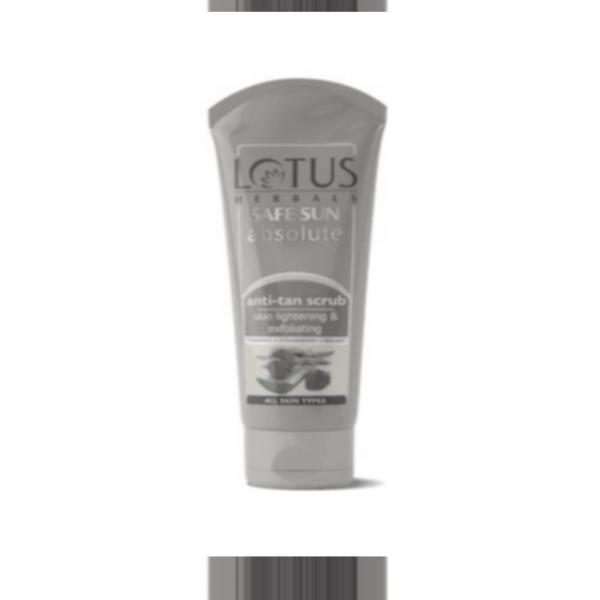 LOTUS
HERBALS
SAFE SUN
absolute
anti-tan scrub
skin lightening &
exfoliating
ALL SKIN TYPES